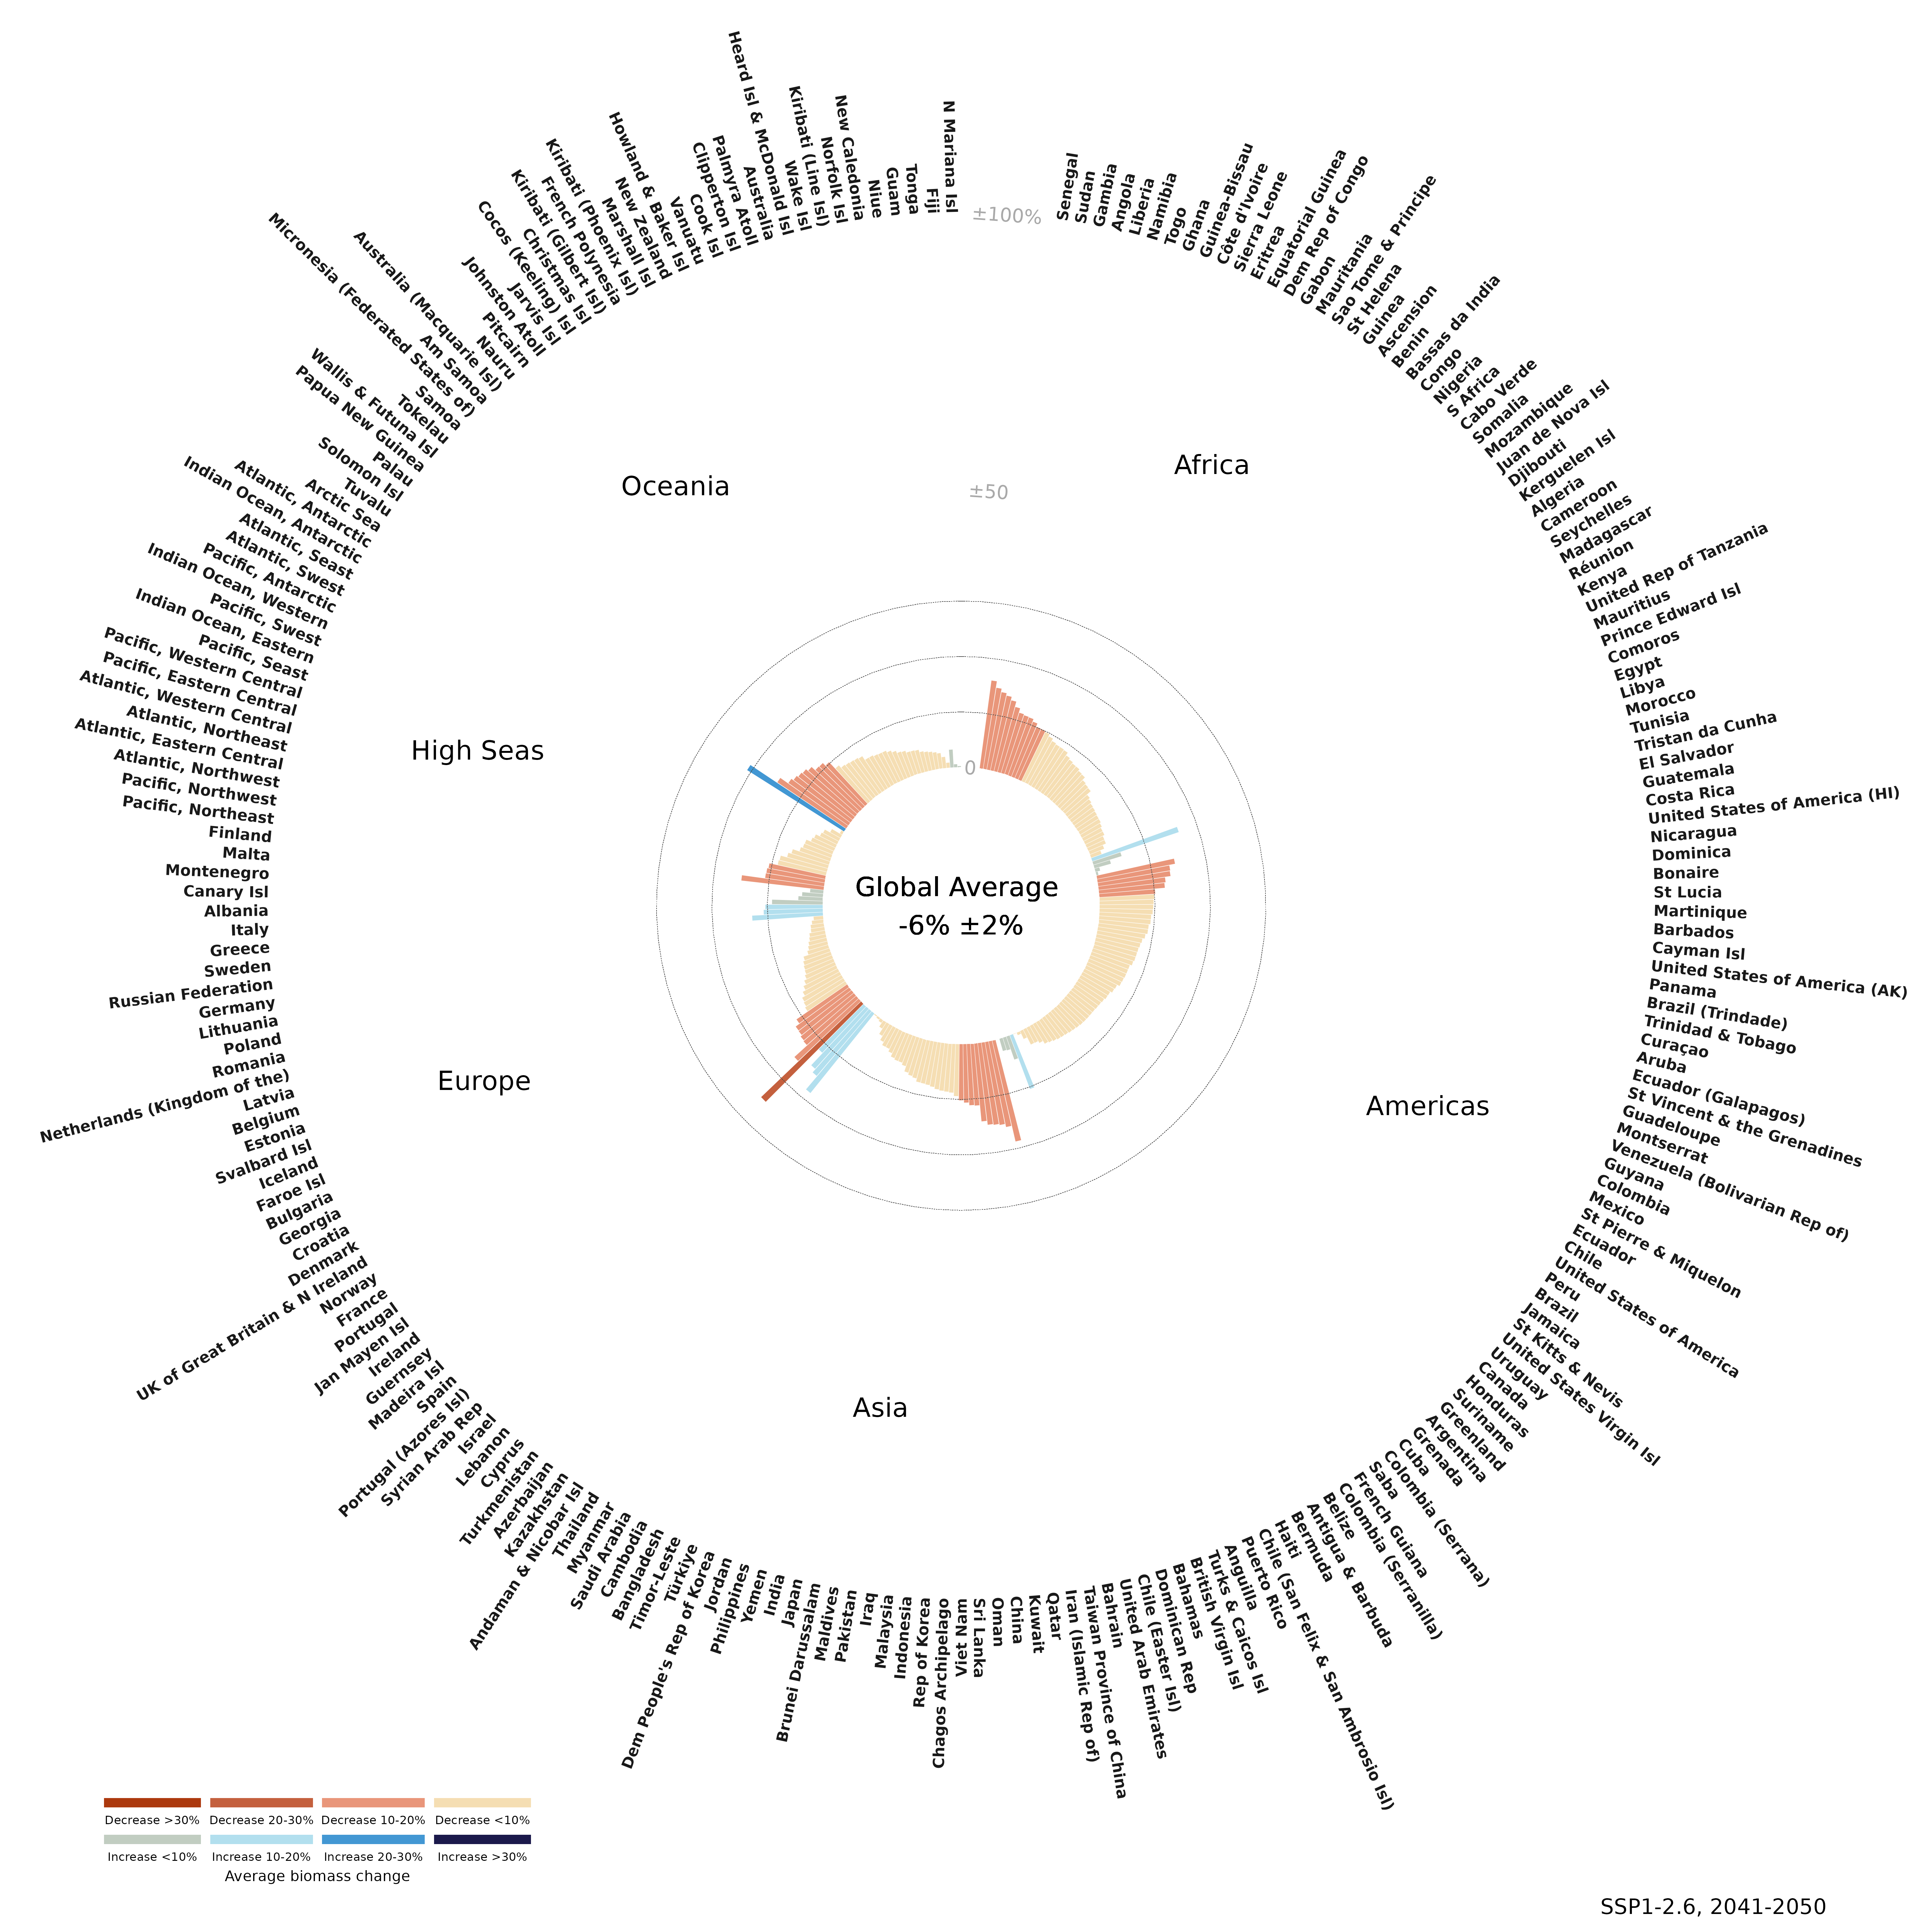 N Mariana Isl
±100%
Senegal
Sudan
Gambia
Angola
Liberia
Namibia
Togo
Ghana
Guinea-Bissau
Côte d'Ivoire
Sierra Leone
Eritrea
Equatorial Guinea
Dem Rep of Congo
Gabon
Mauritania
Sao Tome & Principe
St Helena
Guinea
Ascension
Benin
Bassas da India
Congo
Nigeria
S Africa
Cabo Verde
Somalia
Mozambique
Juan de Nova Isl
Djibouti
Kerguelen Isl
Algeria
Cameroon
Seychelles
Madagascar
Réunion
Kenya
United Rep of Tanzania
Mauritius
Prince Edward Isl
Comoros
Egypt
Libya
Morocco
Tunisia
Tristan da Cunha
El Salvador
Guatemala
Costa Rica
United States of America (HI)
Nicaragua
Dominica
Bonaire
St Lucia
Martinique
Barbados
Cayman Isl
United States of America (AK)
Panama
Brazil (Trindade)
Trinidad & Tobago
Curaçao
Aruba
Ecuador (Galapagos)
St Vincent & the Grenadines
Guadeloupe
Montserrat
Venezuela (Bolivarian Rep of)
Guyana
Colombia
Mexico
St Pierre & Miquelon
Ecuador
Chile
United States of America
Peru
Brazil
Jamaica
St Kitts & Nevis
United States Virgin Isl
Uruguay
Canada
Honduras
Suriname
Greenland
Argentina
Grenada
Cuba
Colombia (Serrana)
Saba
French Guiana
Colombia (Serranilla)
Belize
Antigua & Barbuda
Bermuda
Haiti
Chile (San Felix & San Ambrosio Isl)
Puerto Rico
Anguilla
Turks & Caicos Isl
British Virgin Isl
Bahamas
Dominican Rep
Chile (Easter Isl)
United Arab Emirates
Bahrain
Taiwan Province of China
Iran (Islamic Rep of)
Qatar
Kuwait
China
Oman
Sri Lanka
Viet Nam
Chagos Archipelago
Rep of Korea
Indonesia
Malaysia
Iraq
Pakistan
Maldives
Brunei Darussalam
Japan
India
Yemen
Philippines
Jordan
Dem People's Rep of Korea
Türkiye
Timor-Leste
Bangladesh
Cambodia
Saudi Arabia
Myanmar
Thailand
Andaman & Nicobar Isl
Kazakhstan
Azerbaijan
Turkmenistan
Cyprus
Lebanon
Israel
Syrian Arab Rep
Portugal (Azores Isl)
Spain
Madeira Isl
Guernsey
Ireland
Jan Mayen Isl
Portugal
France
Norway
UK of Great Britain & N Ireland
Denmark
Croatia
Georgia
Bulgaria
Faroe Isl
Iceland
Svalbard Isl
Estonia
Belgium
Latvia
Netherlands (Kingdom of the)
Romania
Poland
Lithuania
Germany
Russian Federation
Sweden
Greece
Italy
Albania
Canary Isl
Montenegro
Malta
Finland
Pacific, Northeast
Pacific, Northwest
Atlantic, Northwest
Atlantic, Eastern Central
Atlantic, Northeast
Atlantic, Western Central
Pacific, Eastern Central
Pacific, Western Central
Pacific, Seast
Indian Ocean, Eastern
Pacific, Swest
Indian Ocean, Western
Pacific, Antarctic
Atlantic, Swest
Atlantic, Seast
Indian Ocean, Antarctic
Atlantic, Antarctic
Arctic Sea
Tuvalu
Solomon Isl
Palau
Papua New Guinea
Wallis & Futuna Isl
Tokelau
Samoa
Micronesia (Federated States of)
Am Samoa
Australia (Macquarie Isl)
Nauru
Pitcairn
Johnston Atoll
Jarvis Isl
Cocos (Keeling) Isl
Christmas Isl
Kiribati (Gilbert Isl)
French Polynesia
Kiribati (Phoenix Isl)
Marshall Isl
New Zealand
Howland & Baker Isl
Vanuatu
Cook Isl
Clipperton Isl
Palmyra Atoll
Australia
Heard Isl & McDonald Isl
Wake Isl
Kiribati (Line Isl)
Norfolk Isl
New Caledonia
Niue
Guam
Tonga
Fiji
Oceania
Africa
±50
High Seas
0
Global Average
-6% ±2%
Europe
Americas
Asia
Decrease >30%
Decrease 20-30%
Decrease 10-20%
Decrease <10%
Increase <10%
Increase 10-20%
Increase 20-30%
Increase >30%
Average biomass change
SSP1-2.6, 2041-2050